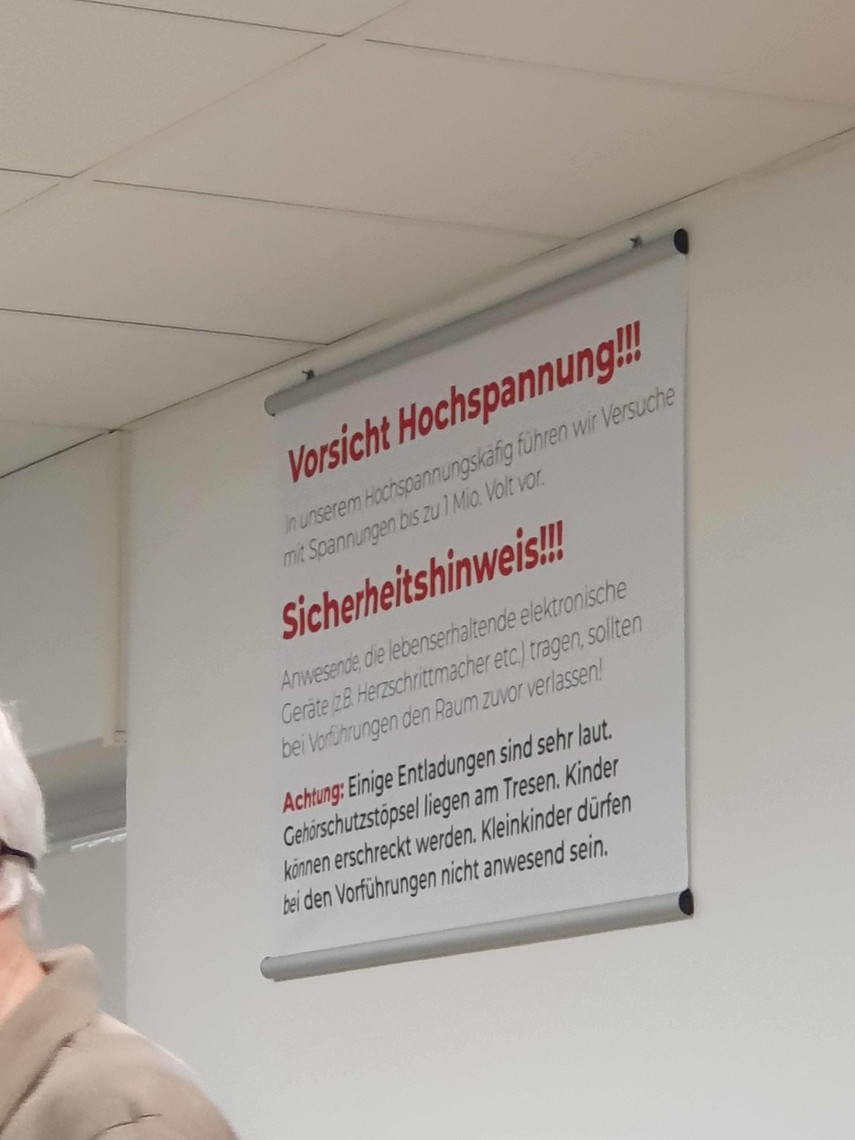 Vorsicht Hochspannung!!!
In unserem Hochspannungskäfig führen wir Versuche
mit Spannungen bis zu 1 Mio. Volt vor.
Sicherheitshinweis!!!
Anwesende, die lebenserhaltende elektronische
Geräte (z.B. Herzschrittmacher etc.) tragen, sollten
bei Vorführungen den Raum zuvor verlassen!
Achtung: Einige Entladungen sind sehr laut.
Gehörschutzstöpsel liegen am Tresen. Kinder
können erschreckt werden. Kleinkinder dürfen
bei den Vorführungen nicht anwesend sein.